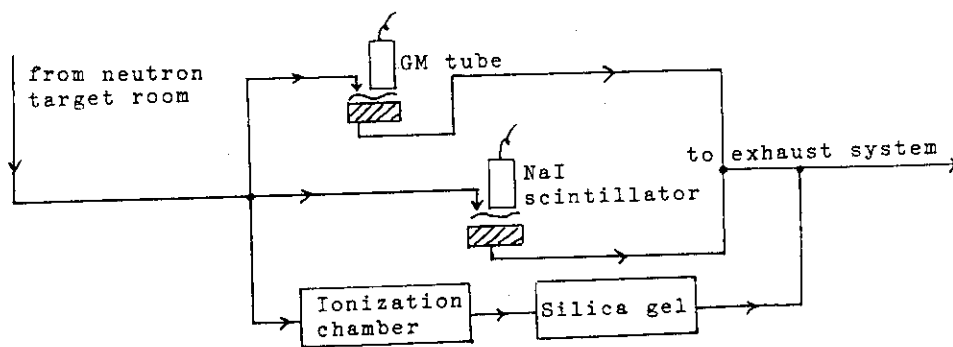 from neutron
target room
GM tube
to exhaust system
NaI
scintillator
Ionization
chamber
Silica gel